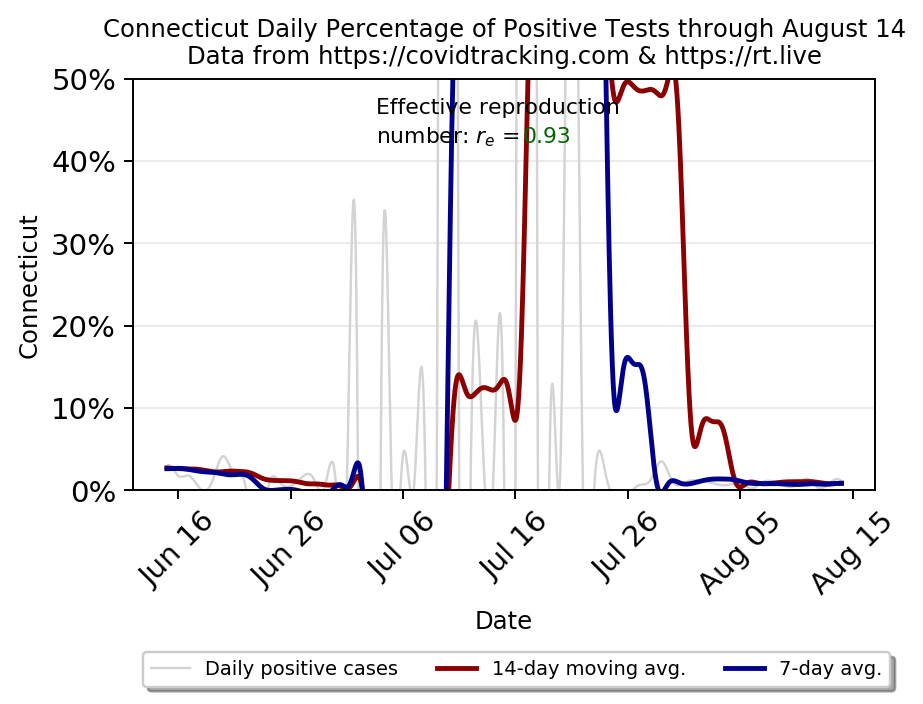 Connecticut Daily Percentage of Positive Tests through August 14
Data from https://covidtracking.com & https://rt.live
50%
40%
30%
20%
10%
0%
Connecticut
Effective reproduction
number: rₑ = 0.93
Jun 16
Jun 26
Jul 06
Jul 16
Jul 26
Aug 05
Aug 15
Date
Daily positive cases
14-day moving avg.
7-day avg.